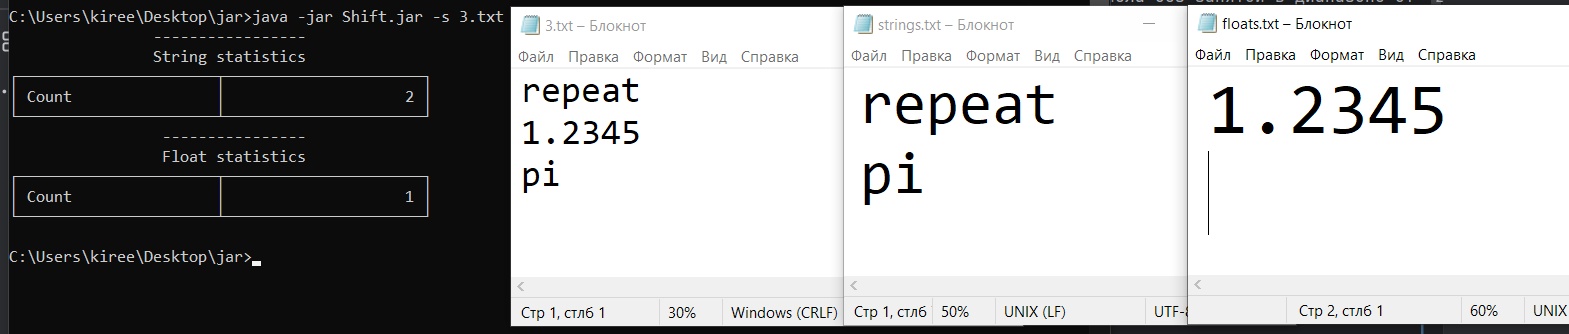 C:\Users\kiree\Desktop\jar>java -jar Shift.jar -s 3.txt
-----------------
String statistics
Count 2
----------------
Float statistics
Count 1
C:\Users\kiree\Desktop\jar>
3.txt – Блокнот
Файл Правка Формат Вид Справка
repeat
1.2345
pi
Стр 1, стлб 1 30% Windows (CRLF)
strings.txt – Блокнот
Файл Правка Формат Вид Справка
repeat
pi
Стр 1, стлб 50% UNIX (LF) UTF-8
floats.txt – Блокнот
Файл Правка Формат Вид Справка
1.2345
Стр 2, стлб 1 60% UNIX